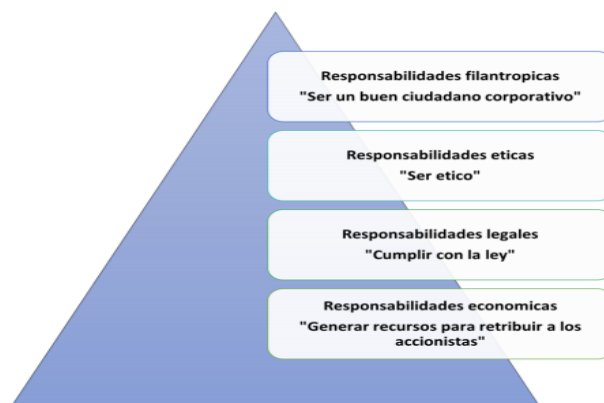 Responsabilidades filantropicas
"Ser un buen ciudadano corporativo"
Responsabilidades eticas
"Ser etico"
Responsabilidades legales
"Cumplir con la ley"
Responsabilidades economicas
"Generar recursos para retribuir a los
accionistas"